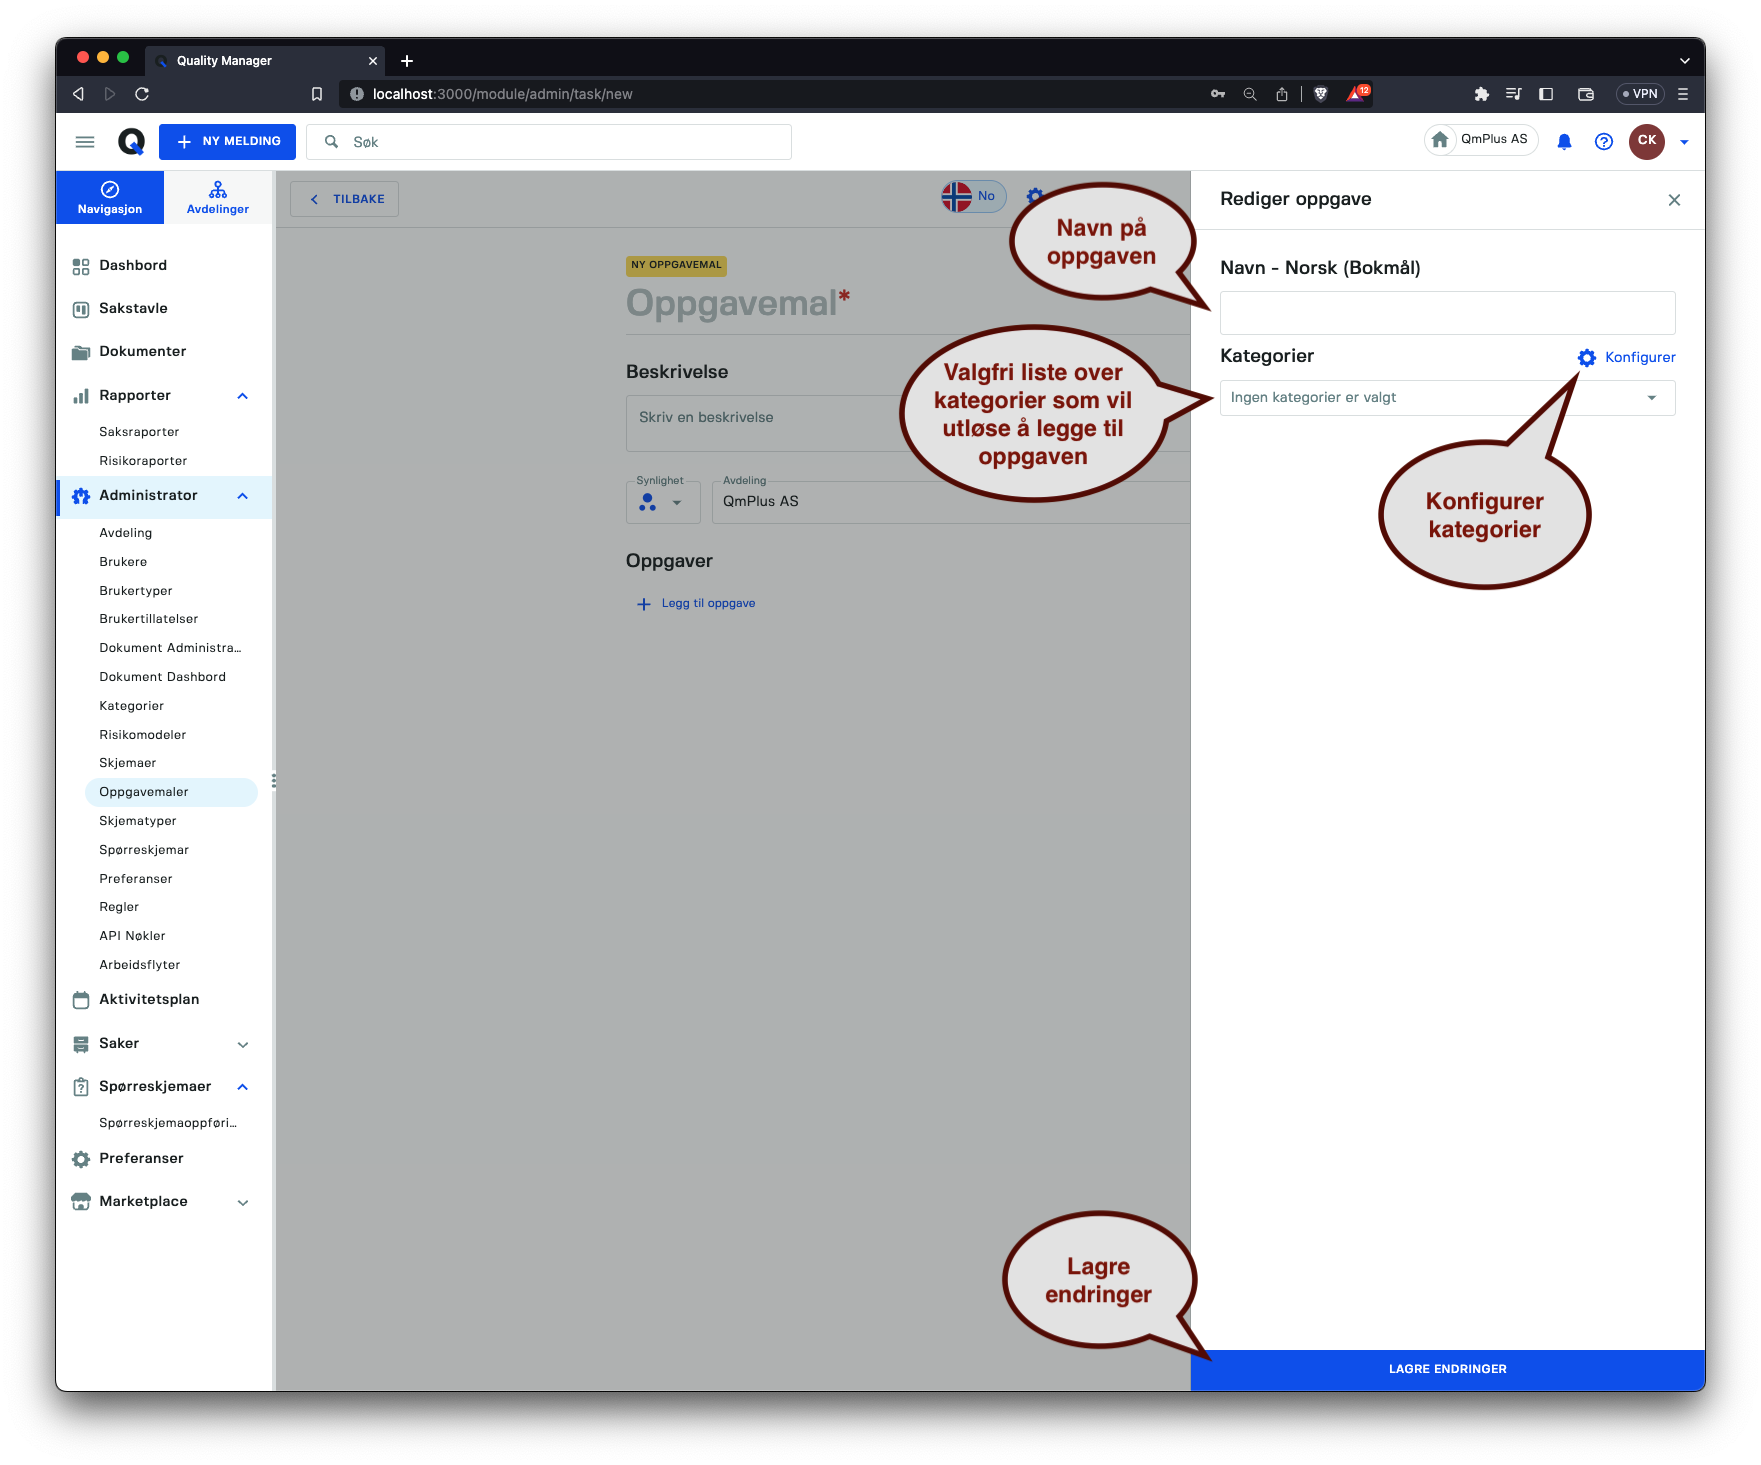 Quality Manager
localhost:3000/module/admin/task/new
12
VPN
NY MELDING
Søk
QmPlus AS
CK
Navigasjon
Avdelinger
Dashbord
Sakstavle
Dokumenter
Rapporter
Saksraporter
Risikoraporter
Administrator
Avdeling
Brukere
Brukertyper
Brukertillatelser
Dokument Administra…
Dokument Dashbord
Kategorier
Risikomodeler
Skjemaer
Oppgavemaler
Skjematyper
Spørreskjemar
Preferanser
Regler
API Nøkler
Arbeidsflyter
Aktivitetsplan
Saker
Spørreskjemaer
Spørreskjemaoppføri…
Preferanser
Marketplace
TILBAKE
No
NY OPPGAVEMAL
Oppgavemal*
Beskrivelse
Skriv en beskrivelse
Synlighet
Avdeling
QmPlus AS
Oppgaver
Legg til oppgave
Navn på
oppgaven
Valgfri liste over
kategorier som vil
utløse å legge til
oppgaven
Rediger oppgave
Navn - Norsk (Bokmål)
Kategorier
Konfigurer
Ingen kategorier er valgt
Konfigurer
kategorier
Lagre
endringer
LAGRE ENDRINGER